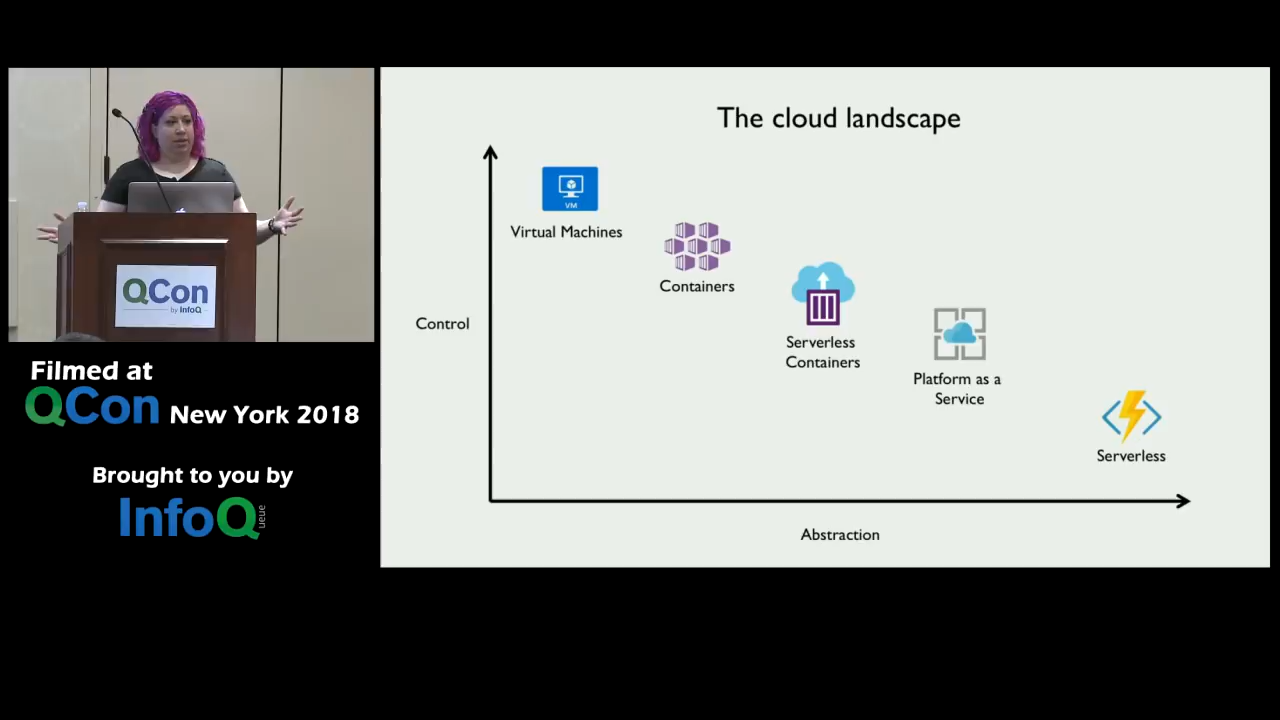 QCon
by InfoQ
Filmed at
QCon New York 2018
Brought to you by
InfoQ
ueue
The cloud landscape
VM
Virtual Machines
Containers
Control
Serverless
Containers
Platform as a
Service
Serverless
Abstraction